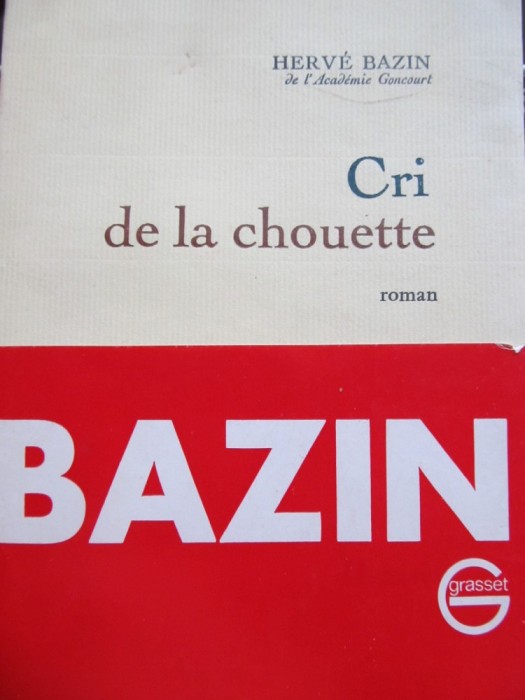 HERVÉ BAZIN
de l'Académie Goncourt
Cri
de la chouette
roman
BAZIN
grasset